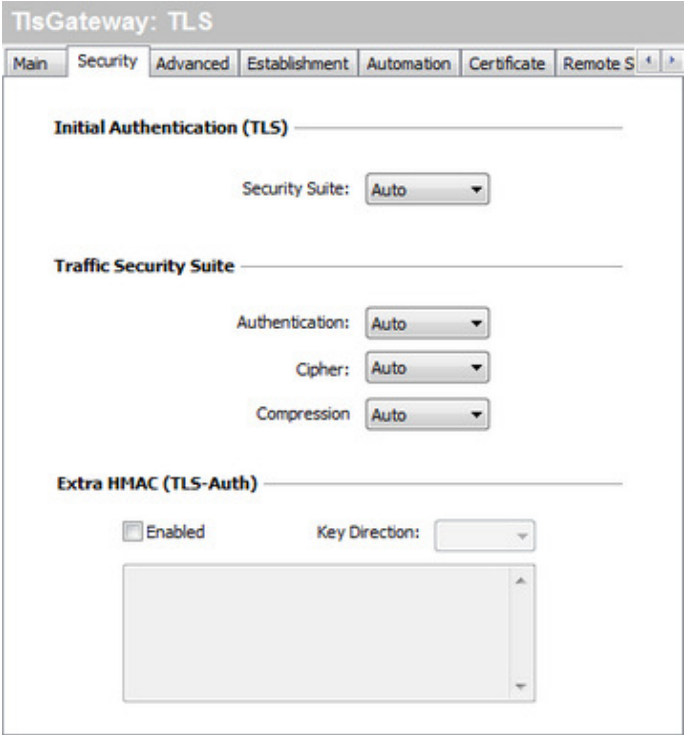 TlsGateway: TLS
Main Security Advanced Establishment Automation Certificate Remote S
Initial Authentication (TLS)
Security Suite: Auto
Traffic Security Suite
Authentication: Auto
Cipher: Auto
Compression Auto
Extra HMAC (TLS-Auth)
Enabled Key Direction: